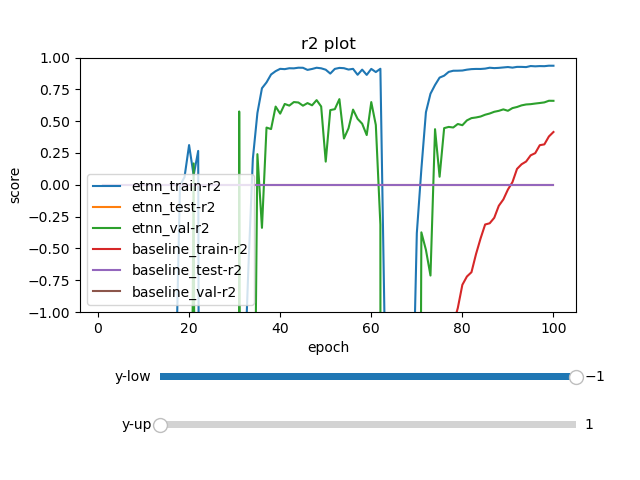 r2 plot
1.00
0.75
0.50
0.25
0.00
−0.25
−0.50
−0.75
−1.00
score
etnn_train-r2
etnn_test-r2
etnn_val-r2
baseline_train-r2
baseline_test-r2
baseline_val-r2
0 20 40 60 80 100
epoch
y-low −1
y-up 1